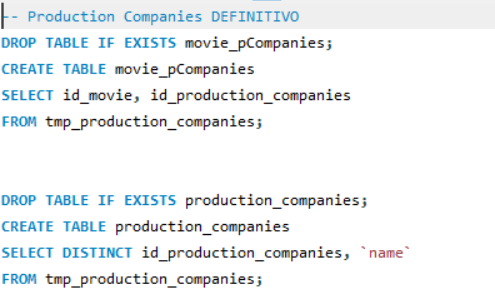 -- Production Companies DEFINITIVO
DROP TABLE IF EXISTS movie_pCompanies;
CREATE TABLE movie_pCompanies
SELECT id_movie, id_production_companies
FROM tmp_production_companies;
DROP TABLE IF EXISTS production_companies;
CREATE TABLE production_companies
SELECT DISTINCT id_production_companies, `name`
FROM tmp_production_companies;